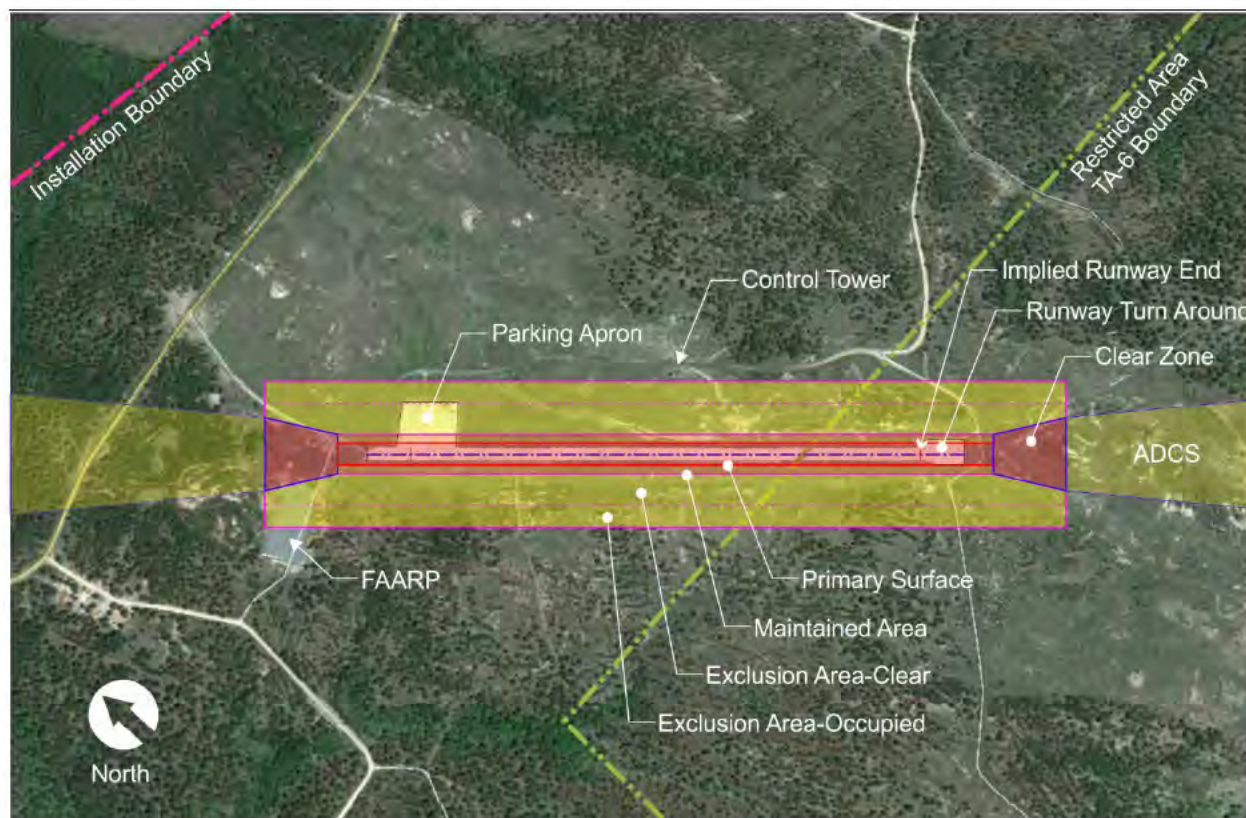 Installation Boundary
Restricted Area
TA-6 Boundary
Control Tower
Implied Runway End
Runway Turn Around
Parking Apron
Clear Zone
ADCS
FAARP
Primary Surface
Maintained Area
Exclusion Area-Clear
Exclusion Area-Occupied
North